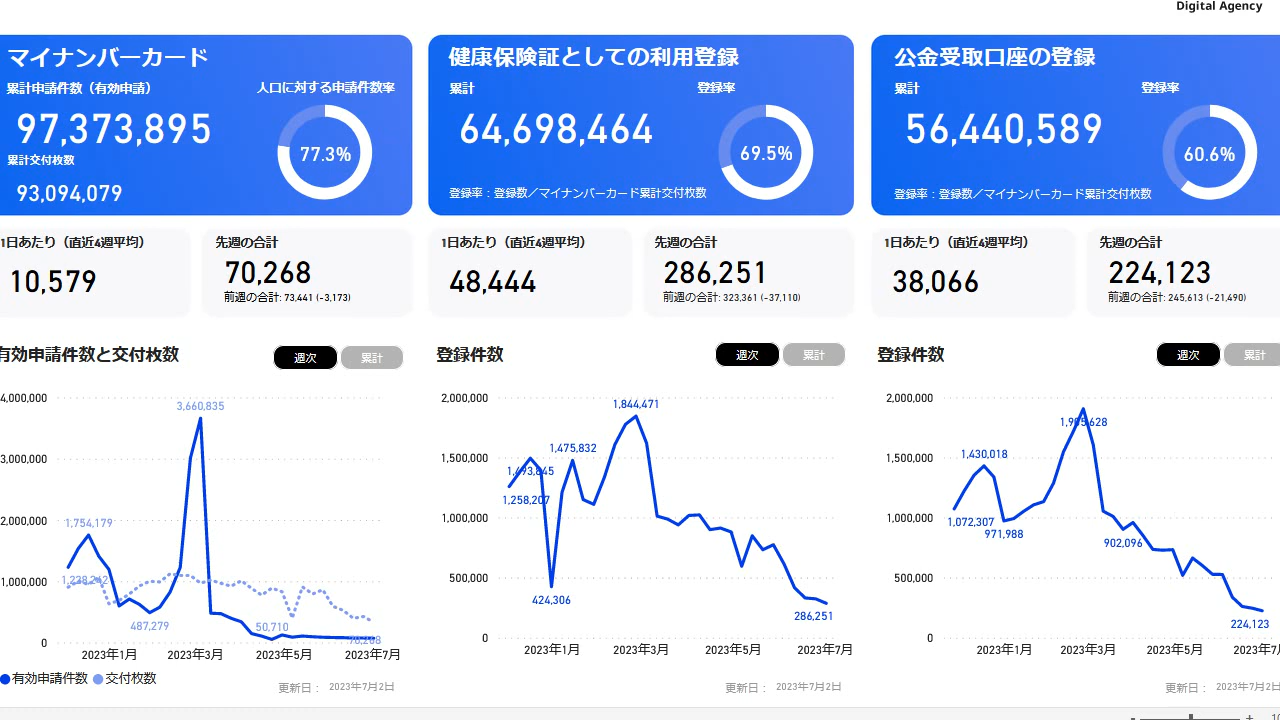 Digital Agency
マイナンバーカード
累計申請件数（有効申請）
人口に対する申請件数率
97,373,895
77.3%
累計交付枚数
93,094,079
健康保険証としての利用登録
累計
登録率
64,698,464
69.5%
登録率：登録数／マイナンバーカード累計交付枚数
公金受取口座の登録
累計
登録率
56,440,589
60.6%
登録率：登録数／マイナンバーカード累計交付枚数
1日あたり（直近4週平均）
10,579
先週の合計
70,268
前週の合計: 73,441 (-3,173)
1日あたり（直近4週平均）
48,444
先週の合計
286,251
前週の合計: 323,361 (-37,110)
1日あたり（直近4週平均）
38,066
先週の合計
224,123
前週の合計: 245,613 (-21,490)
有効申請件数と交付枚数
週次
累計
4,000,000
3,000,000
2,000,000
1,000,000
0
3,660,835
1,754,179
1,238,242
487,279
50,710
70,268
2023年1月
2023年3月
2023年5月
2023年7月
有効申請件数
交付枚数
更新日： 2023年7月2日
登録件数
週次
累計
2,000,000
1,500,000
1,000,000
500,000
0
1,844,471
1,475,832
1,493,845
1,258,207
424,306
286,251
2023年1月
2023年3月
2023年5月
2023年7月
更新日： 2023年7月2日
登録件数
週次
累計
2,000,000
1,500,000
1,000,000
500,000
0
1,905,628
1,430,018
1,072,307
971,988
902,096
224,123
2023年1月
2023年3月
2023年5月
2023年7
更新日： 2023年7月2日